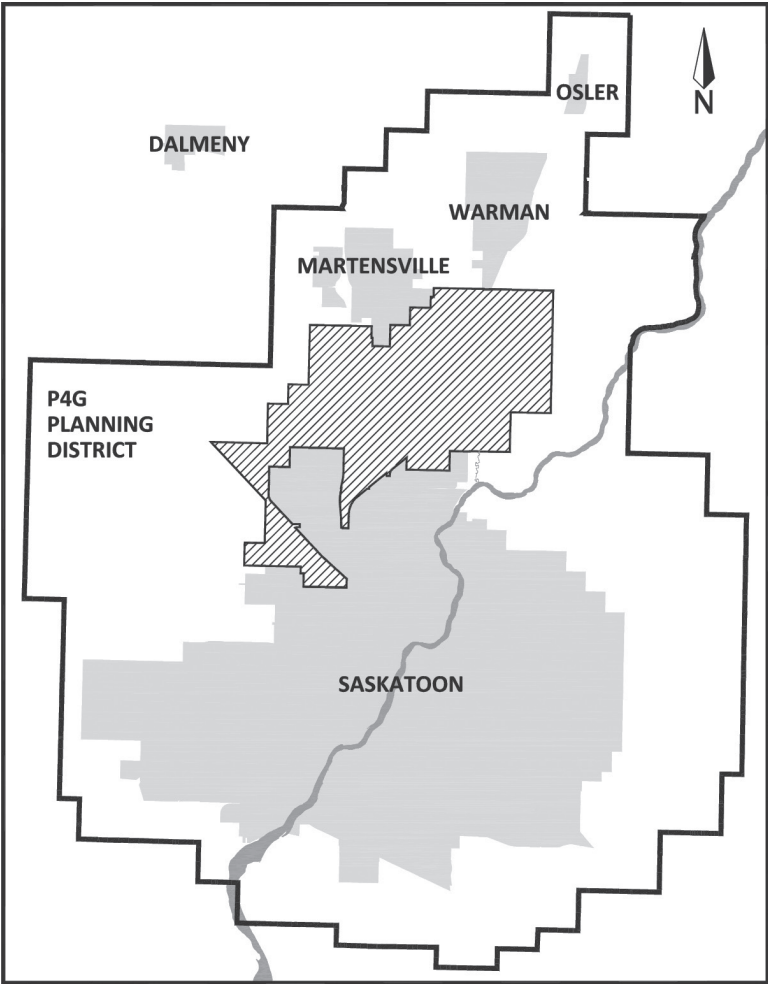 OSLER
N
DALMENY
WARMAN
MARTENSVILLE
P4G
PLANNING
DISTRICT
SASKATOON